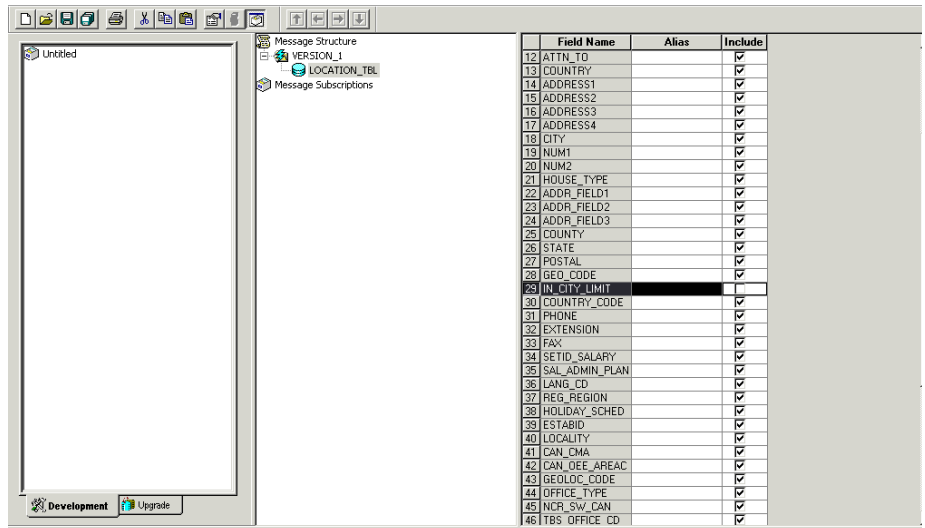 Untitled
Development Upgrade
Message Structure
VERSION_1
LOCATION_TBL
Message Subscriptions
Field Name Alias Include
12 ATTN_TO
13 COUNTRY
14 ADDRESS1
15 ADDRESS2
16 ADDRESS3
17 ADDRESS4
18 CITY
19 NUM1
20 NUM2
21 HOUSE_TYPE
22 ADDR_FIELD1
23 ADDR_FIELD2
24 ADDR_FIELD3
25 COUNTY
26 STATE
27 POSTAL
28 GEO_CODE
29 IN_CITY_LIMIT
30 COUNTRY_CODE
31 PHONE
32 EXTENSION
33 FAX
34 SETID_SALARY
35 SAL_ADMIN_PLAN
36 LANG_CD
37 REG_REGION
38 HOLIDAY_SCHED
39 ESTABID
40 LOCALITY
41 CAN_CMA
42 CAN_OEE_AREAC
43 GEOLOC_CODE
44 OFFICE_TYPE
45 NCR_SW_CAN
46 TBS_OFFICE_CD